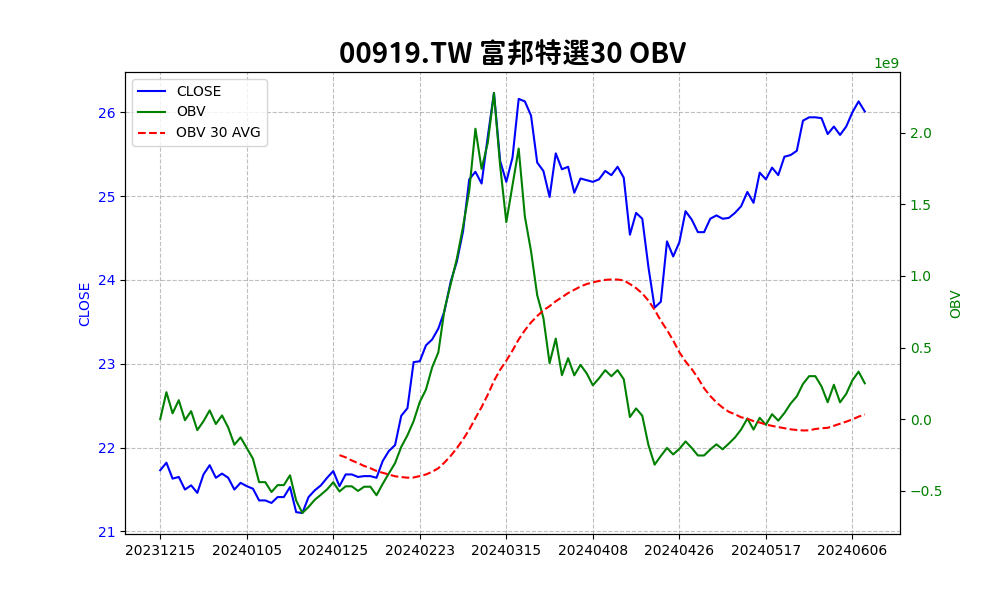 00919.TW 富邦特選30 OBV
1e9
CLOSE
OBV
OBV 30 AVG
26
25
24
23
22
21
CLOSE
2.0
1.5
1.0
0.5
0.0
−0.5
OBV
20231215 20240105 20240125 20240223 20240315 20240408 20240426 20240517 20240606